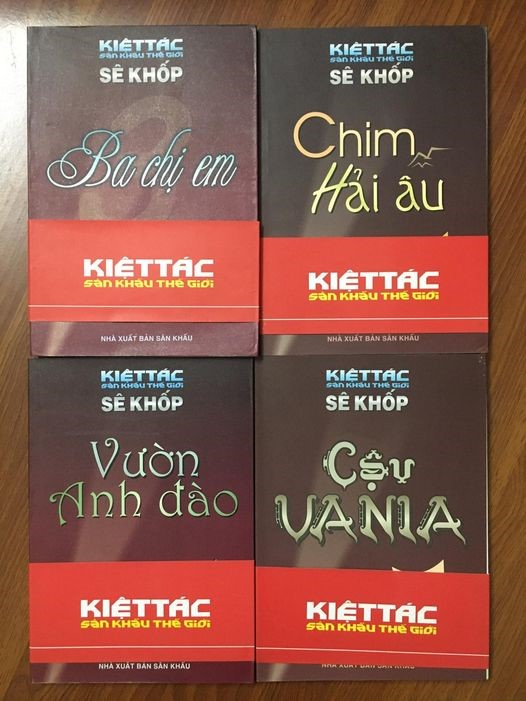 KIỆT TÁC
SÂN KHẤU THẾ GIỚI
SÊ KHỐP
Ba chị em
KIỆT TÁC
SÂN KHẤU THẾ GIỚI
NHÀ XUẤT BẢN SÂN KHẤU
KIỆT TÁC
SÂN KHẤU THẾ GIỚI
SÊ KHỐP
Chim
Hải âu
KIỆT TÁC
SÂN KHẤU THẾ GIỚI
NHÀ XUẤT BẢN SÂN KHẤU
KIỆT TÁC
SÂN KHẤU THẾ GIỚI
SÊ KHỐP
Vườn
Anh đào
KIỆT TÁC
SÂN KHẤU THẾ GIỚI
NHÀ XUẤT BẢN SÂN KHẤU
KIỆT TÁC
SÂN KHẤU THẾ GIỚI
SÊ KHỐP
Cậu
VANIA
KIỆT TÁC
SÂN KHẤU THẾ GIỚI
NHÀ XUẤT BẢN SÂN KHẤU